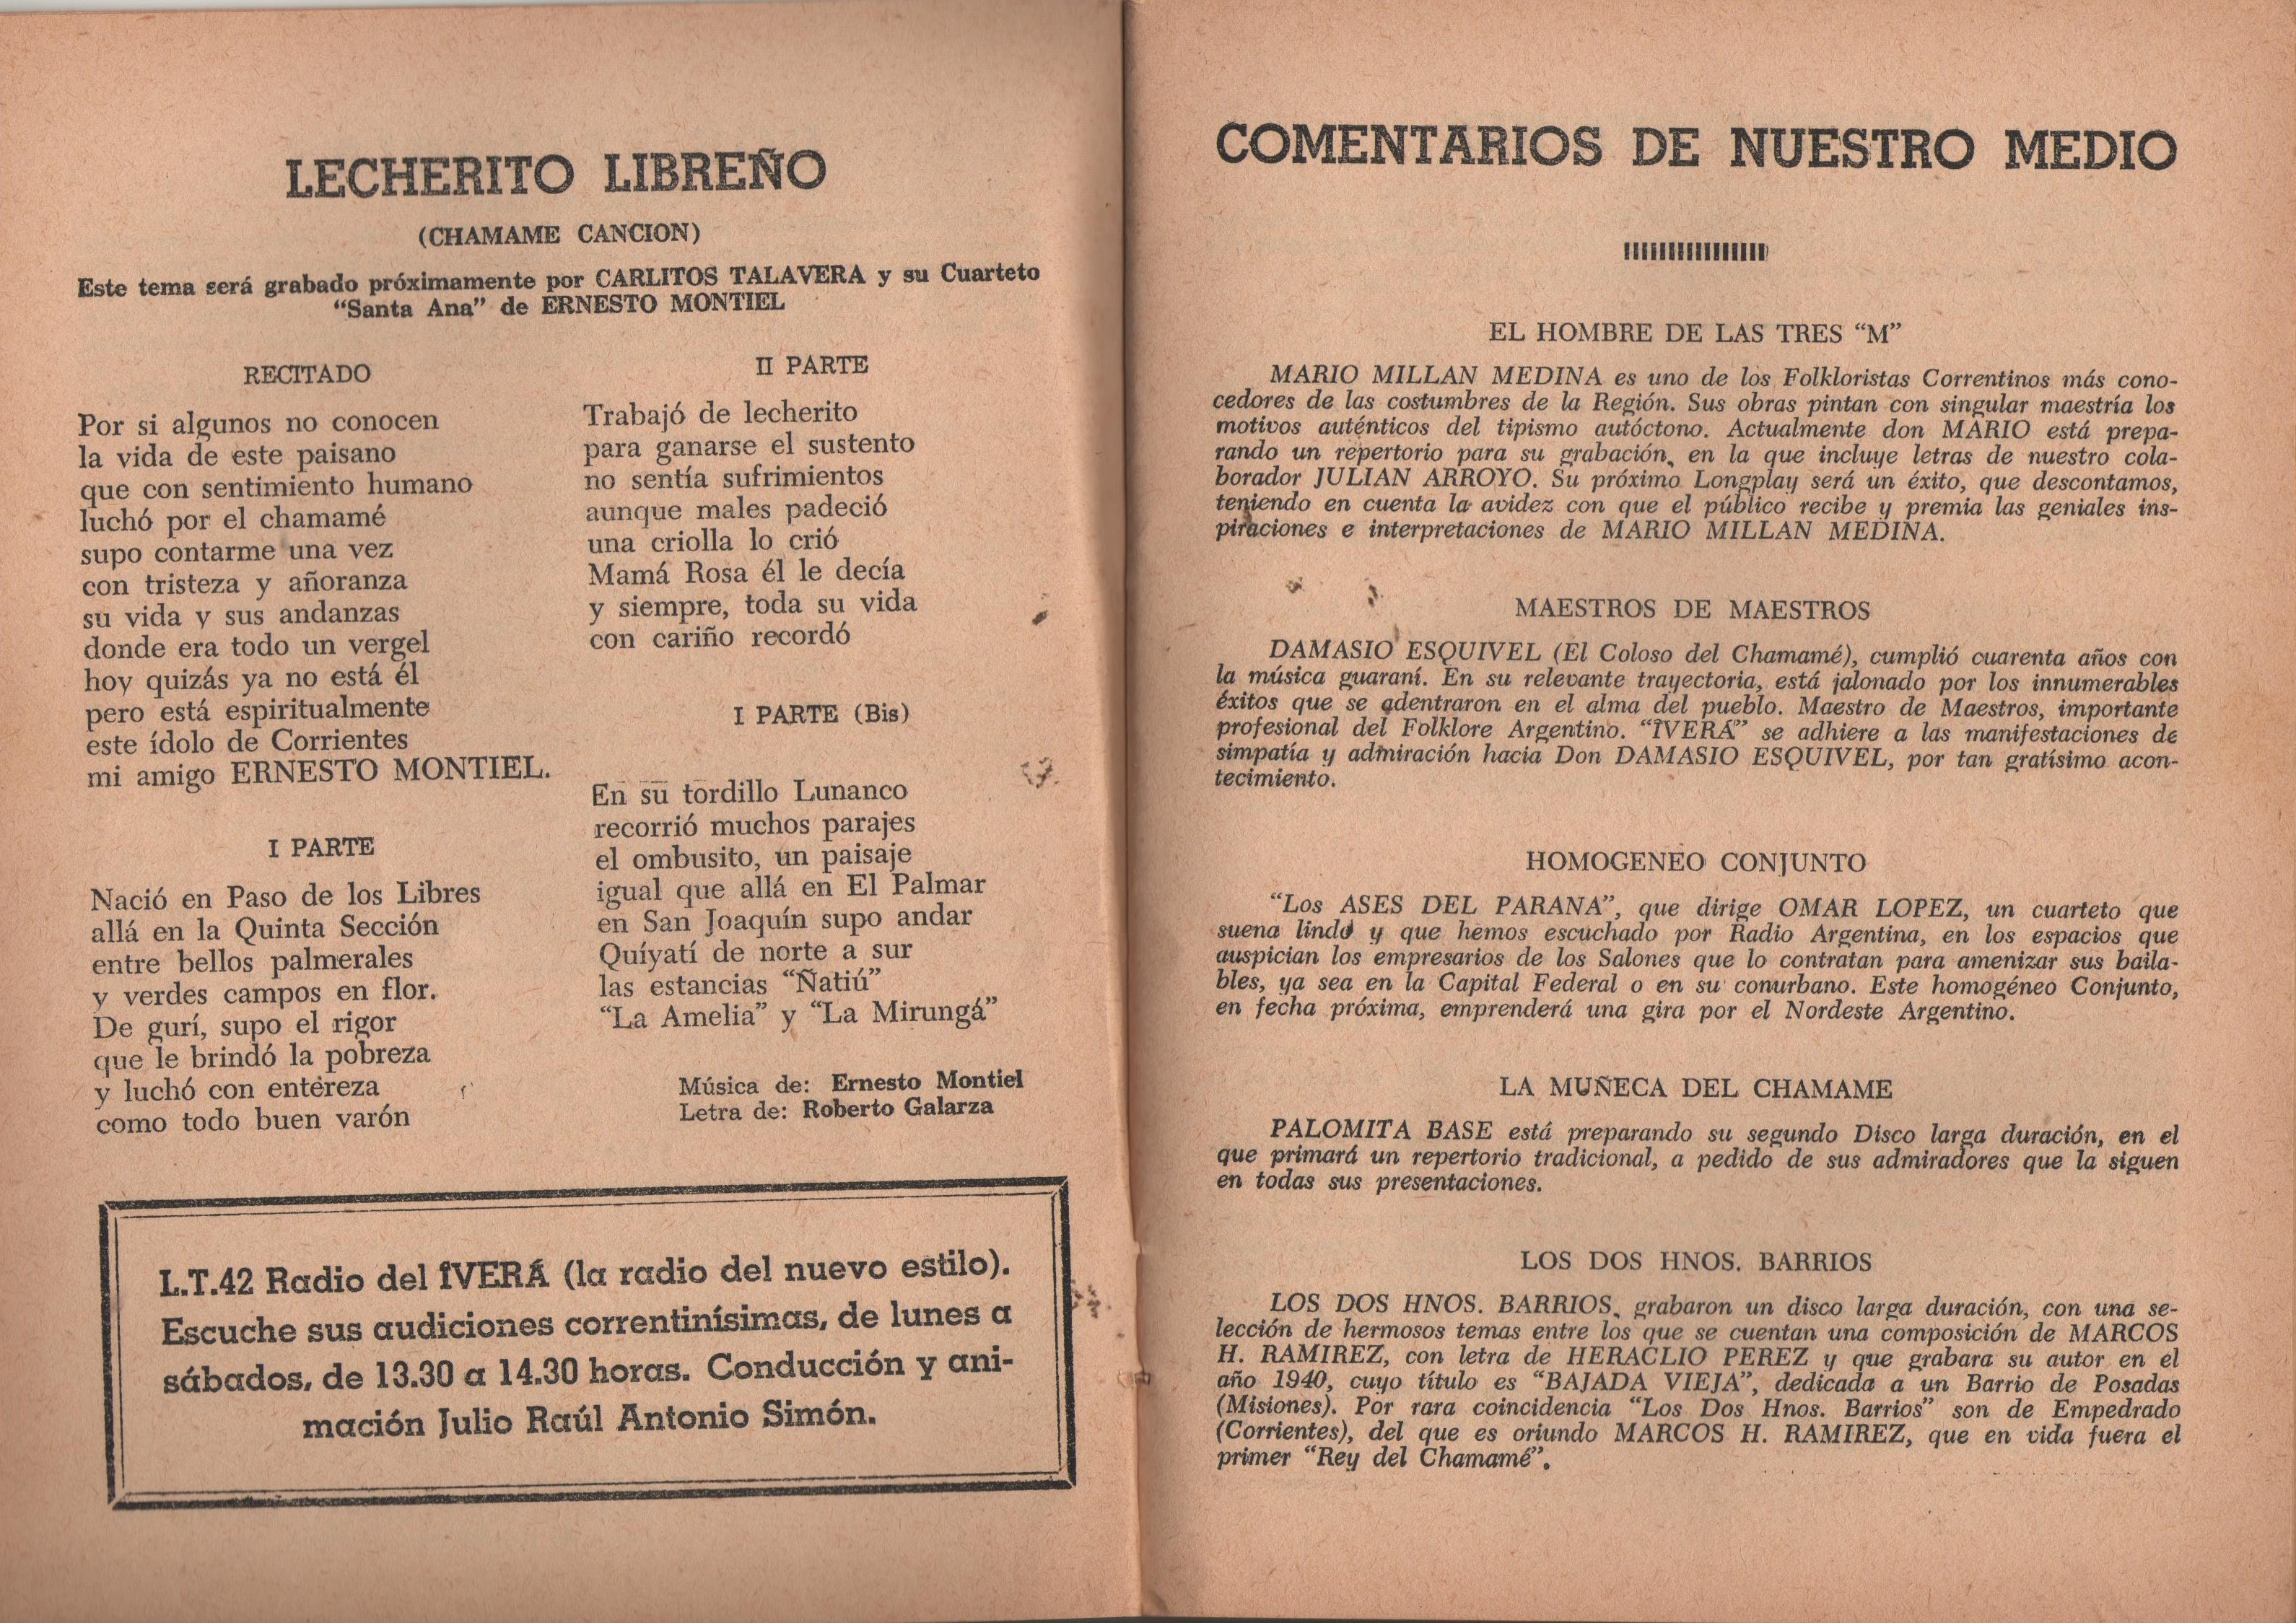 LECHERITO LIBREÑO
(CHAMAME CANCION)
Este tema será grabado próximamente por CARLITOS TALAVERA y su Cuarteto
“Santa Ana” de ERNESTO MONTIEL
RECITADO
Por si algunos no conocen
la vida de este paisano
que con sentimiento humano
luchó por el chamamé
supo contarme una vez
con tristeza y añoranza
su vida y sus andanzas
donde era todo un vergel
hoy quizás ya no está él
pero está espiritualmente
este ídolo de Corrientes
mi amigo ERNESTO MONTIEL.
I PARTE
Nació en Paso de los Libres
allá en la Quinta Sección
entre bellos palmerales
y verdes campos en flor.
De gurí, supo el rigor
que le brindó la pobreza
y luchó con entereza
como todo buen varón
II PARTE
Trabajó de lecherito
para ganarse el sustento
no sentía sufrimientos
aunque males padeció
una criolla lo crió
Mamá Rosa él le decía
y siempre, toda su vida
con cariño recordó
I PARTE (Bis)
En su tordillo Lunanco
recorrió muchos parajes
el ombusito, un paisaje
igual que allá en El Palmar
en San Joaquín supo andar
Quíyatí de norte a sur
las estancias “Ñatiú”
“La Amelia” y “La Mirungá”
Música de: Ernesto Montiel
Letra de: Roberto Galarza
L.T.42 Radio del ÎVERÁ (la radio del nuevo estilo).
Escuche sus audiciones correntinísimas, de lunes a
sábados, de 13.30 a 14.30 horas. Conducción y ani-
mación Julio Raúl Antonio Simón.
COMENTARIOS DE NUESTRO MEDIO
EL HOMBRE DE LAS TRES “M”
MARIO MILLAN MEDINA es uno de los Folkloristas Correntinos más cono-
cedores de las costumbres de la Región. Sus obras pintan con singular maestría los
motivos auténticos del tipismo autóctono. Actualmente don MARIO está prepa-
rando un repertorio para su grabación, en la que incluye letras de nuestro cola-
borador JULIAN ARROYO. Su próximo Longplay será un éxito, que descontamos,
teniendo en cuenta la avidez con que el público recibe y premia las geniales ins-
piraciones e interpretaciones de MARIO MILLAN MEDINA.
MAESTROS DE MAESTROS
DAMASIO ESQUIVEL (El Coloso del Chamamé), cumplió cuarenta años con
la música guaraní. En su relevante trayectoria, está jalonado por los innumerables
éxitos que se adentraron en el alma del pueblo. Maestro de Maestros, importante
profesional del Folklore Argentino. “ÎVERÁ” se adhiere a las manifestaciones de
simpatía y admiración hacia Don DAMASIO ESQUIVEL, por tan gratísimo acon-
tecimiento.
HOMOGENEO CONJUNTO
“Los ASES DEL PARANA”, que dirige OMAR LOPEZ, un cuarteto que
suena lindo y que hemos escuchado por Radio Argentina, en los espacios que
auspician los empresarios de los Salones que lo contratan para amenizar sus baila-
bles, ya sea en la Capital Federal o en su conurbano. Este homogéneo Conjunto,
en fecha próxima, emprenderá una gira por el Nordeste Argentino.
LA MUÑECA DEL CHAMAME
PALOMITA BASE está preparando su segundo Disco larga duración, en el
que primará un repertorio tradicional, a pedido de sus admiradores que la siguen
en todas sus presentaciones.
LOS DOS HNOS. BARRIOS
LOS DOS HNOS. BARRIOS, grabaron un disco larga duración, con una se-
lección de hermosos temas entre los que se cuentan una composición de MARCOS
H. RAMIREZ, con letra de HERACLIO PEREZ y que grabara su autor en el
año 1940, cuyo título es “BAJADA VIEJA”, dedicada a un Barrio de Posadas
(Misiones). Por rara coincidencia “Los Dos Hnos. Barrios” son de Empedrado
(Corrientes), del que es oriundo MARCOS H. RAMIREZ, que en vida fuera el
primer “Rey del Chamamé”.